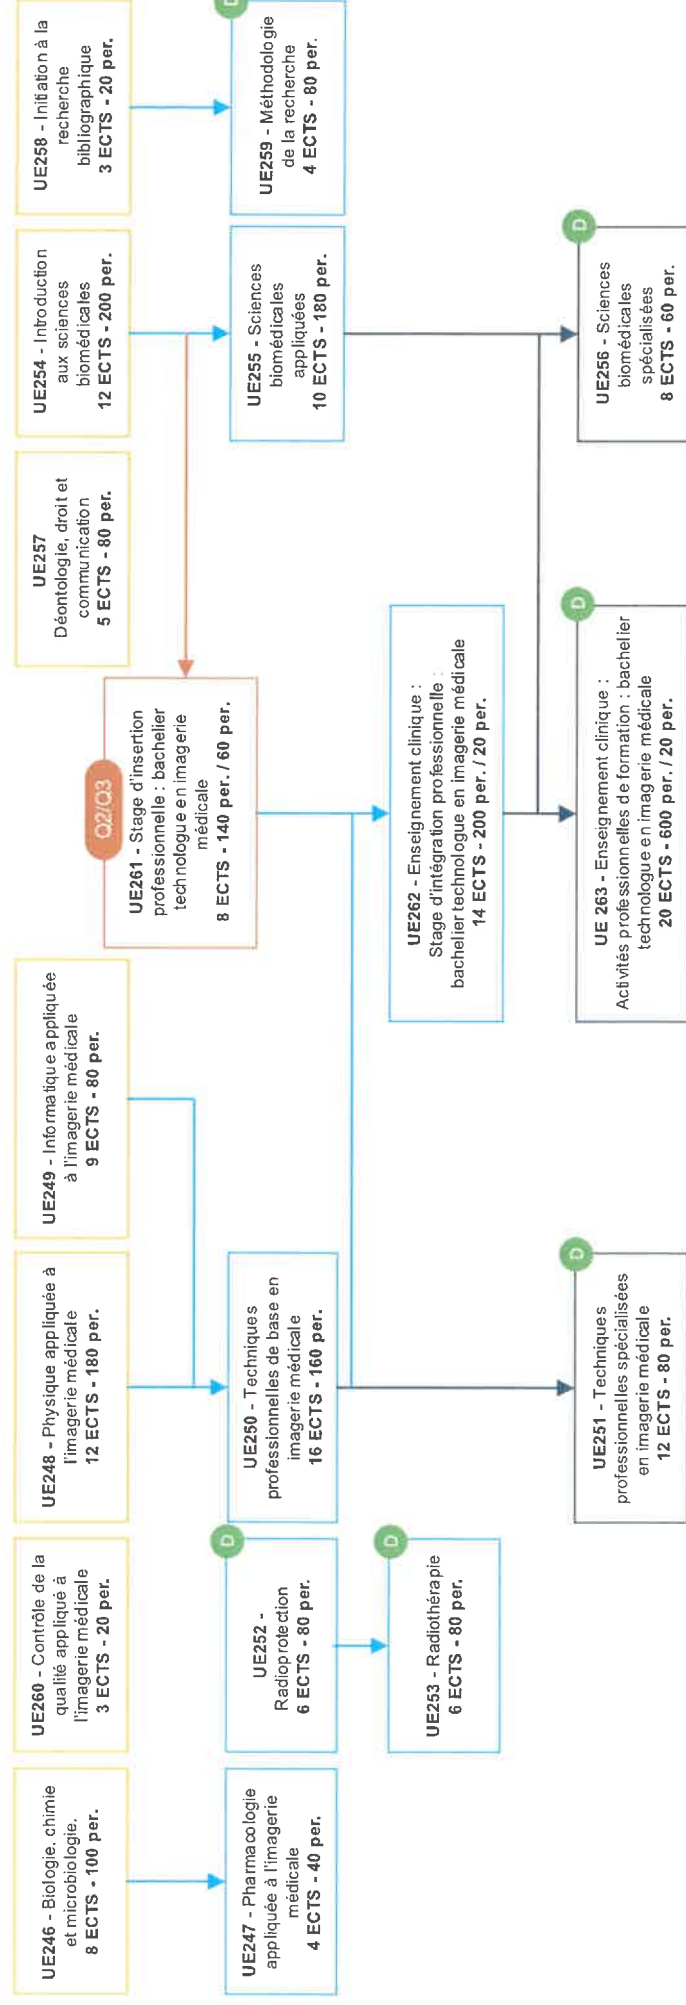 UE246 - Biologie, chimie
et microbiologie.
8 ECTS - 100 per.
UE260 - Contrôle de la
qualité appliqué à
l'imagerie médicale
3 ECTS - 20 per.
UE248 - Physique appliquée à
l'imagerie médicale
12 ECTS - 180 per.
UE249 - Informatique appliquée
à l'imagerie médicale
9 ECTS - 80 per.
UE257
Déontologie, droit et
communication
5 ECTS - 80 per.
UE254 - Introduction
aux sciences
biomédicales
12 ECTS - 200 per.
UE258 - Initiation à la
recherche
bibliographique
3 ECTS - 20 per.
Q2/Q3
UE261 - Stage d'insertion
professionnelle : bachelier
technologue en imagerie
médicale
8 ECTS - 140 per. / 60 per.
UE247 - Pharmacologie
appliquée à l'imagerie
médicale
4 ECTS - 40 per.
D
UE252 -
Radioprotection
6 ECTS - 80 per.
UE250 - Techniques
professionnelles de base en
imagerie médicale
16 ECTS - 160 per.
UE255 - Sciences
biomédicales
appliquées
10 ECTS - 180 per.
D
UE259 - Méthodologie
de la recherche
4 ECTS - 80 per.
D
UE253 - Radiothérapie
6 ECTS - 80 per.
UE262 - Enseignement clinique :
Stage d'intégration professionnelle :
bachelier technologue en imagerie médicale
14 ECTS - 200 per. / 20 per.
D
UE251 - Techniques
professionnelles spécialisées
en imagerie médicale
12 ECTS - 80 per.
D
UE 263 - Enseignement clinique :
Activités professionnelles de formation : bachelier
technologue en imagerie médicale
20 ECTS - 600 per. / 20 per.
D
UE256 - Sciences
biomédicales
spécialisées
8 ECTS - 60 per.